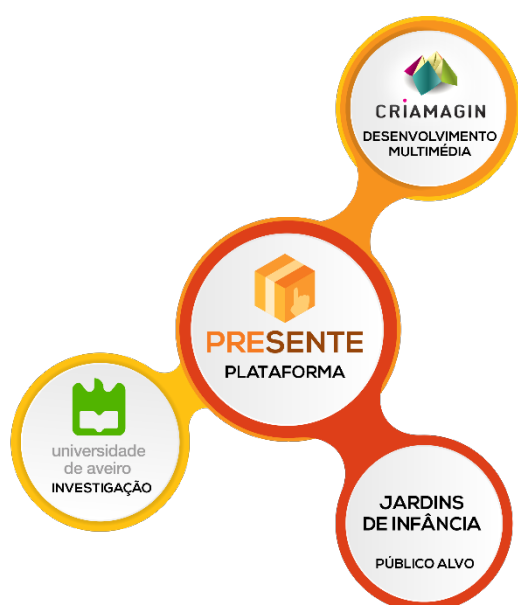 CRIAMAGIN
DESENVOLVIMENTO
MULTIMÉDIA
PRESENTE
PLATAFORMA
universidade
de aveiro
INVESTIGAÇÃO
JARDINS
DE INFÂNCIA
PÚBLICO ALVO